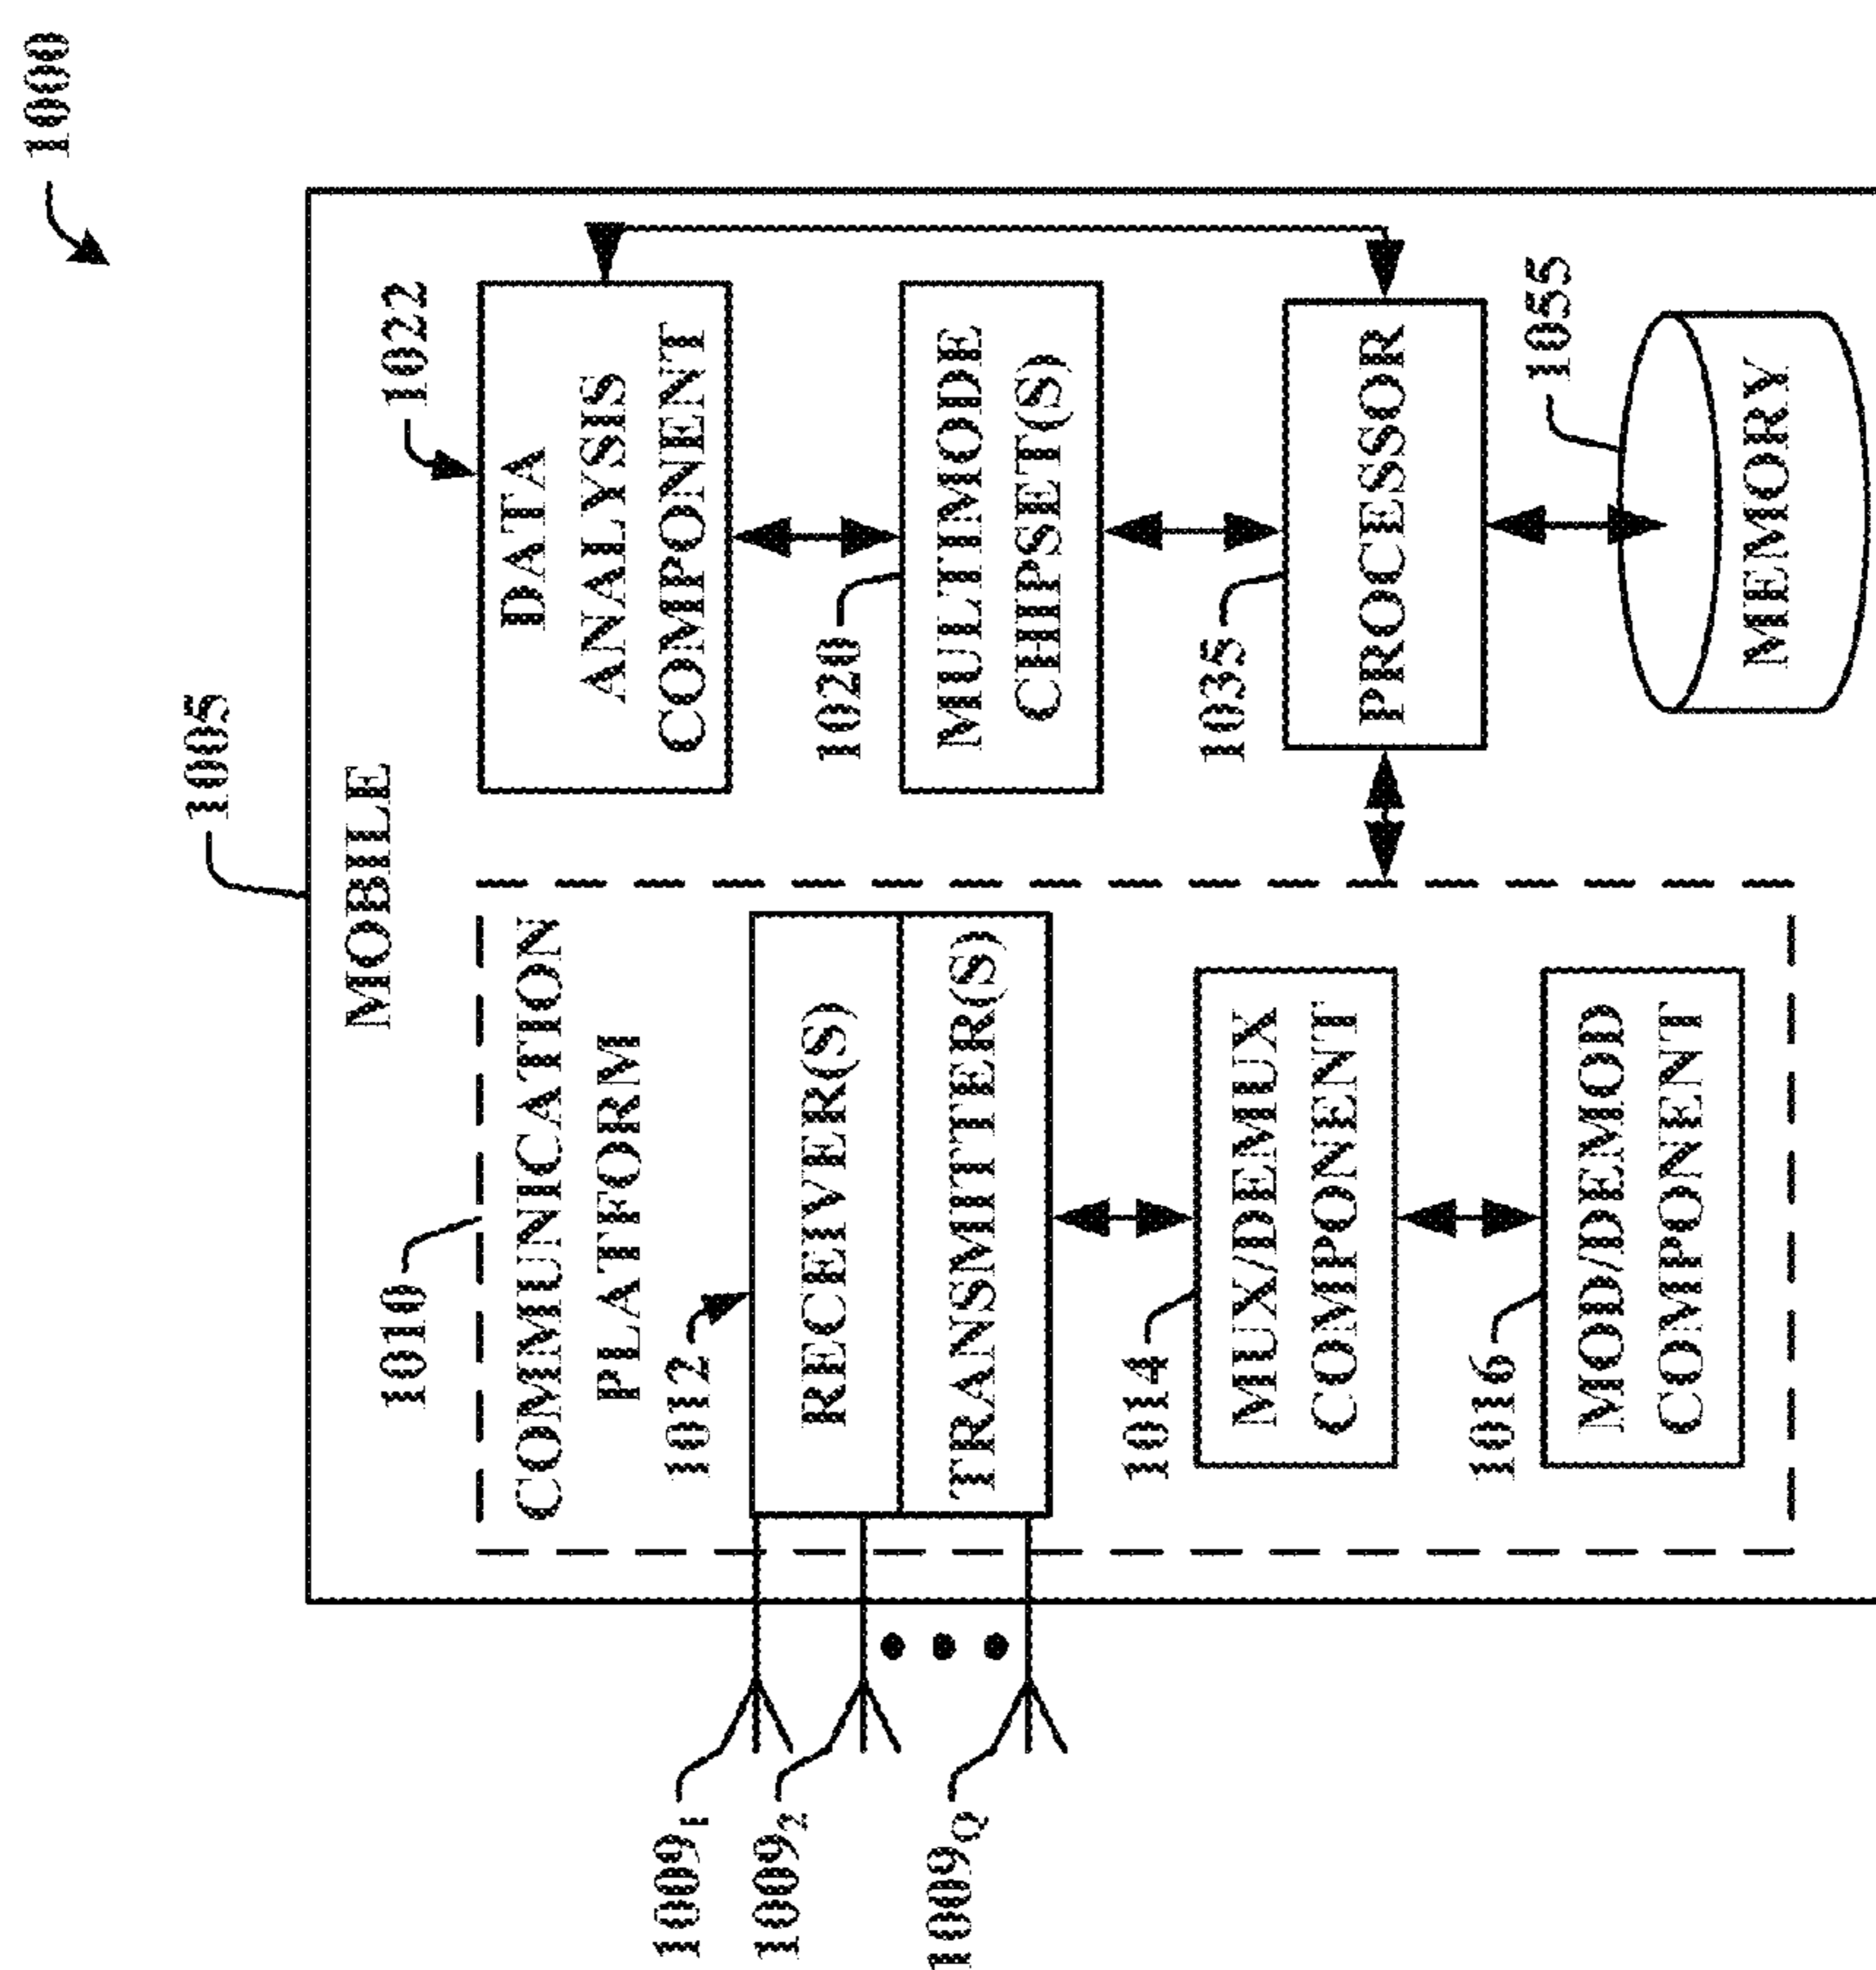 1000
1005
MOBILE
1010
COMMUNICATION
PLATFORM
1012
RECEIVER(S)
TRANSMITTER(S)
1014
MUX/DEMUX
COMPONENT
1016
MOD/DEMOD
COMPONENT
1009₁
1009₂
1009Q
1022
DATA
ANALYSIS
COMPONENT
1020
MULTIMODE
CHIPSET(S)
1035
PROCESSOR
1055
MEMORY